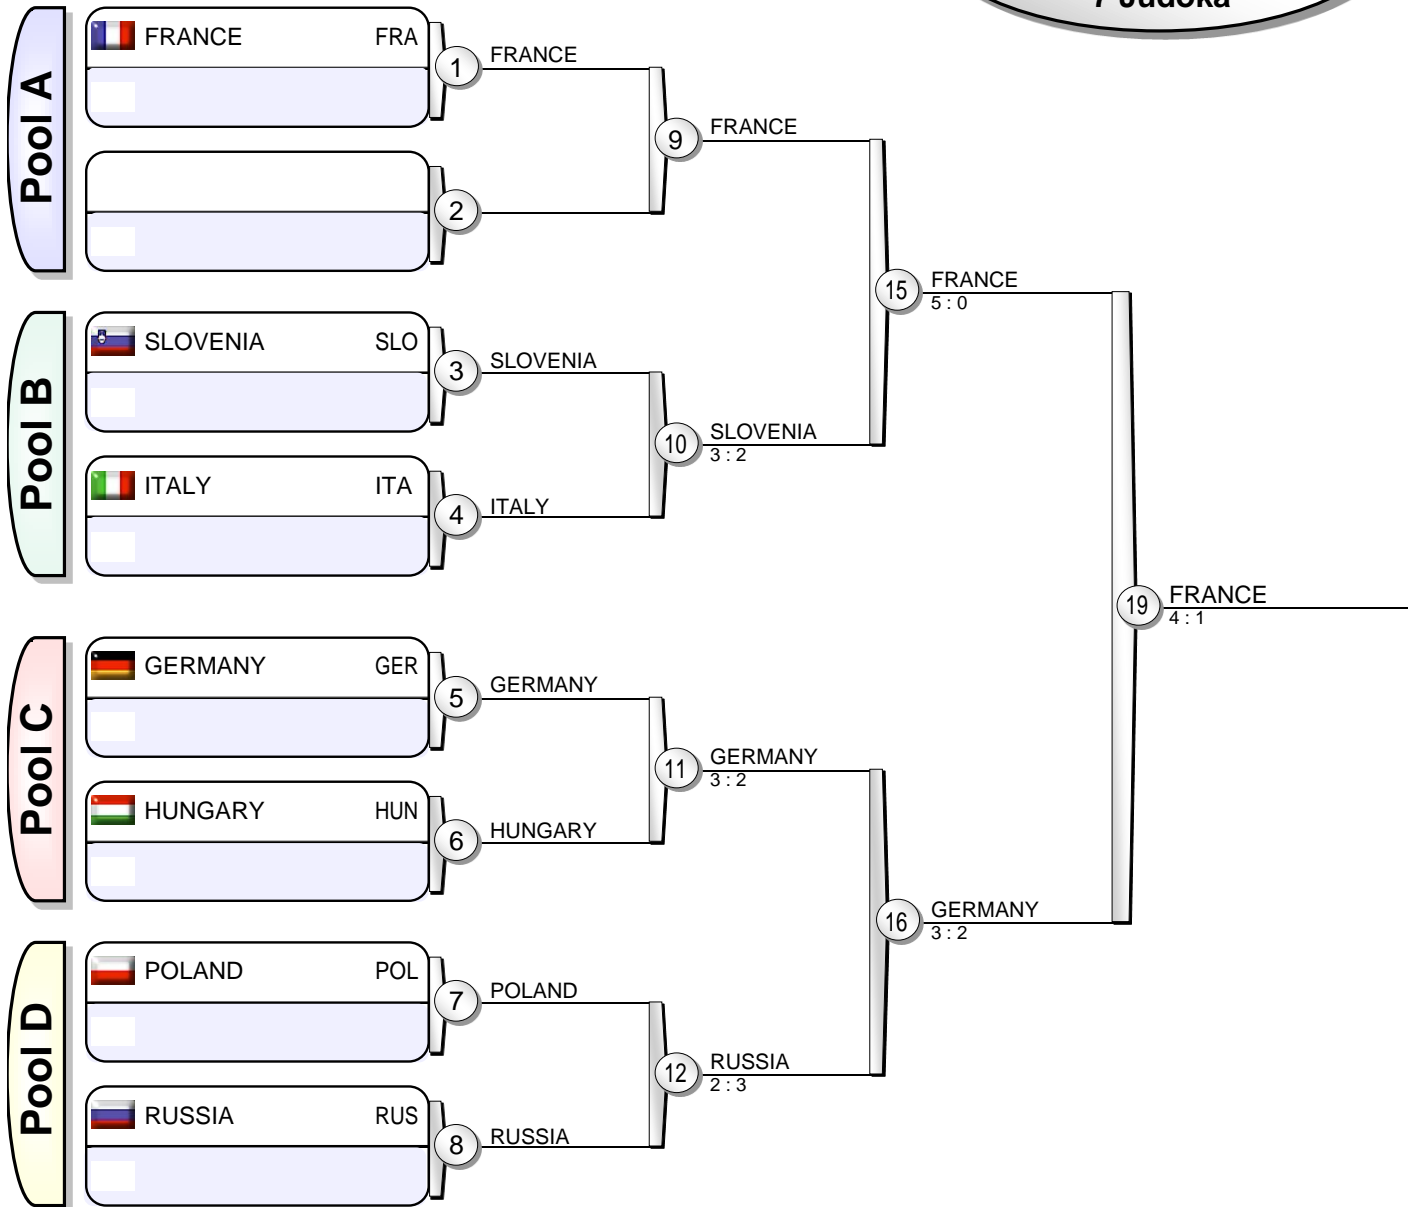 7 Judoka
Pool A
FRANCE FRA
1
FRANCE
2
9
FRANCE
Pool B
SLOVENIA SLO
3
SLOVENIA
ITALY ITA
4
ITALY
10
SLOVENIA
3 : 2
15
FRANCE
5 : 0
Pool C
GERMANY GER
5
GERMANY
HUNGARY HUN
6
HUNGARY
11
GERMANY
3 : 2
Pool D
POLAND POL
7
POLAND
RUSSIA RUS
8
RUSSIA
12
RUSSIA
2 : 3
16
GERMANY
3 : 2
19
FRANCE
4 : 1